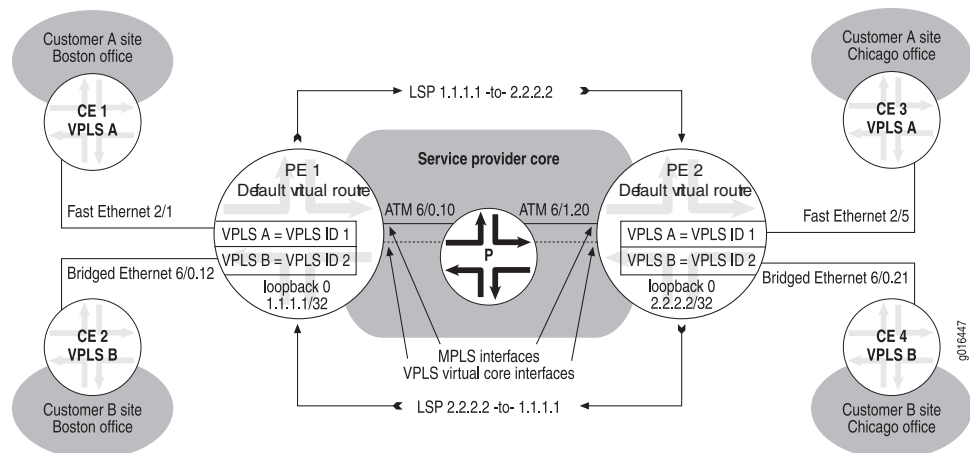 Customer A site
Boston office
CE 1
VPLS A
Fast Ethernet 2/1
Bridged Ethernet 6/0.12
CE 2
VPLS B
Customer B site
Boston office
LSP 1.1.1.1 -to- 2.2.2.2
Service provider core
PE 1
Default virtual route
VPLS A = VPLS ID 1
VPLS B = VPLS ID 2
loopback 0
1.1.1.1/32
ATM 6/0.10
ATM 6/1.20
P
PE 2
Default virtual route
VPLS A = VPLS ID 1
VPLS B = VPLS ID 2
loopback 0
2.2.2.2/32
MPLS interfaces
VPLS virtual core interfaces
LSP 2.2.2.2 -to- 1.1.1.1
Customer A site
Chicago office
CE 3
VPLS A
Fast Ethernet 2/5
Bridged Ethernet 6/0.21
CE 4
VPLS B
Customer B site
Chicago office
g016447